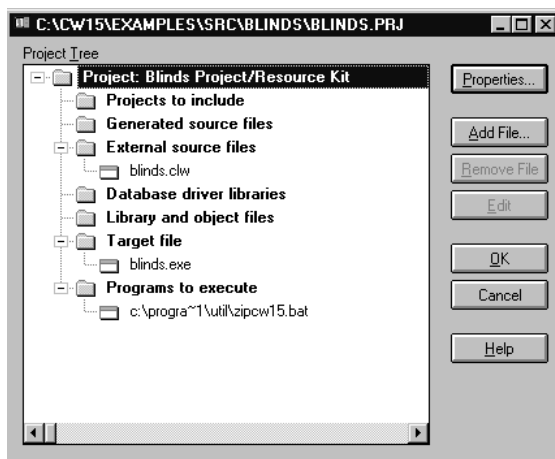 C:\CW15\EXAMPLES\SRC\BLINDS\BLINDS.PRJ
Project Tree
Project: Blinds Project/Resource Kit
Projects to include
Generated source files
External source files
blinds.clw
Database driver libraries
Library and object files
Target file
blinds.exe
Programs to execute
c:\progra~1\util\zipcw15.bat
Properties...
Add File...
Remove File
Edit
OK
Cancel
Help